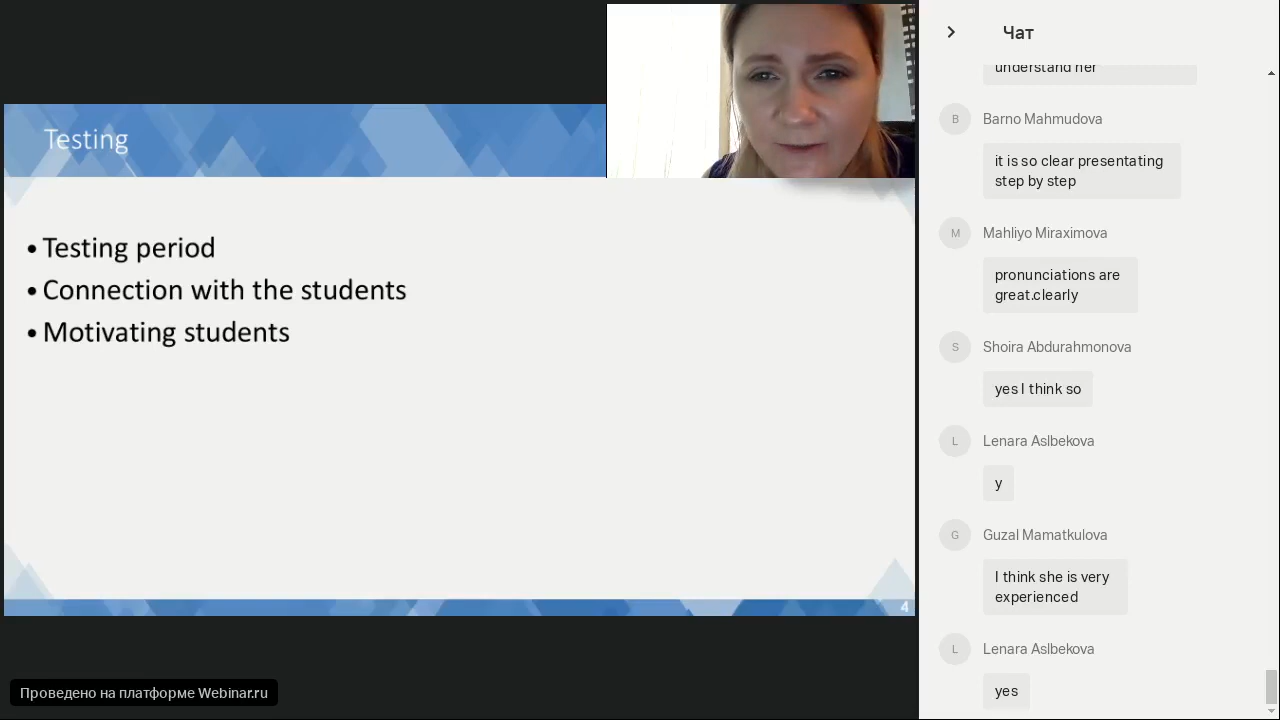 Testing
• Testing period
• Connection with the students
• Motivating students
4
Проведено на платформе Webinar.ru
Чат
understand her
B
Barno Mahmudova
it is so clear presentating
step by step
M
Mahliyo Miraximova
pronunciations are
great.clearly
S
Shoira Abdurahmonova
yes I think so
L
Lenara Aslbekova
y
G
Guzal Mamatkulova
I think she is very
experienced
L
Lenara Aslbekova
yes